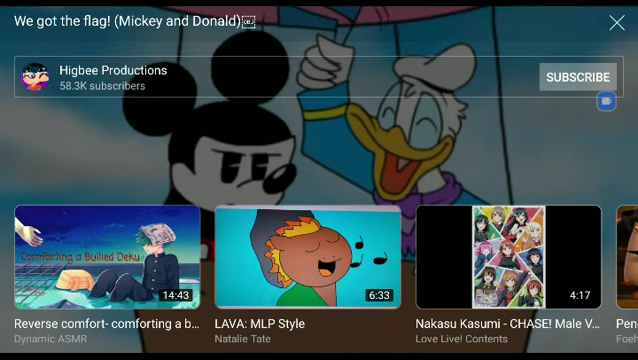 We got the flag! (Mickey and Donald)￼
Higbee Productions
58.3K subscribers
SUBSCRIBE
Comforting a Bullied Deku
14:43
6:33
4:17
Reverse comfort- comforting a b...
LAVA: MLP Style
Nakasu Kasumi - CHASE! Male V...
Pen
Dynamic ASMR
Natalie Tate
Love Live! Contents
Foeh